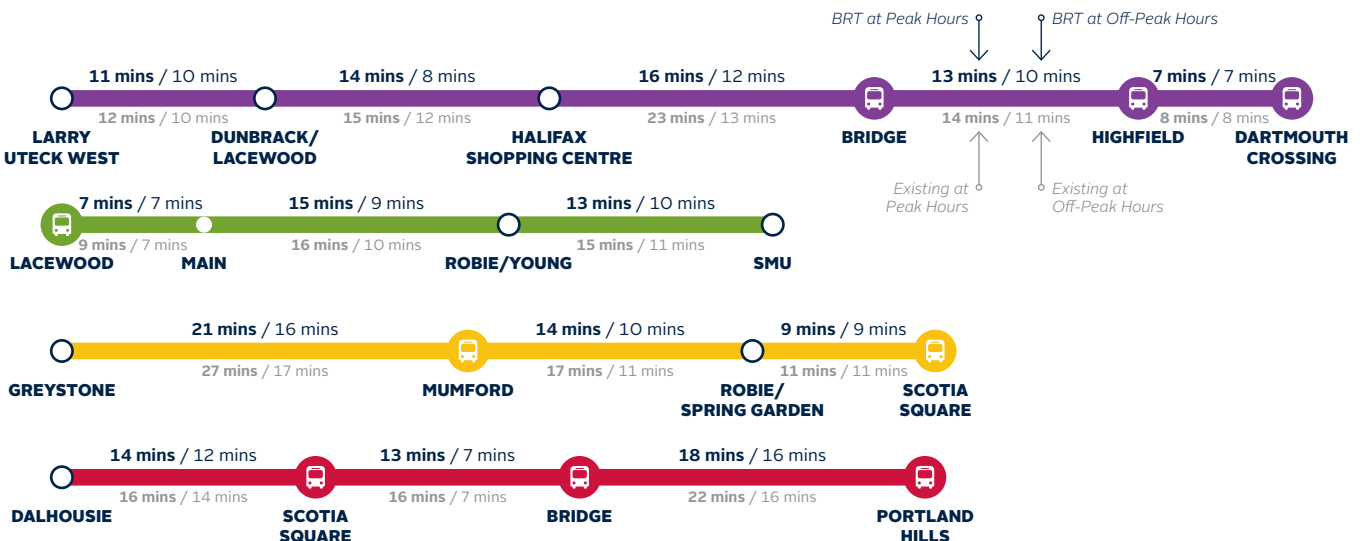 BRT at Peak Hours
BRT at Off-Peak Hours
11 mins / 10 mins
14 mins / 8 mins
16 mins / 12 mins
13 mins / 10 mins
7 mins / 7 mins
12 mins / 10 mins
15 mins / 12 mins
23 mins / 13 mins
14 mins / 11 mins
8 mins / 8 mins
LARRY
UTECK WEST
DUNBRACK/
LACEWOOD
HALIFAX
SHOPPING CENTRE
BRIDGE
HIGHFIELD
DARTMOUTH
CROSSING
Existing at
Peak Hours
Existing at
Off-Peak Hours
7 mins / 7 mins
15 mins / 9 mins
13 mins / 10 mins
9 mins / 7 mins
16 mins / 10 mins
15 mins / 11 mins
LACEWOOD
MAIN
ROBIE/YOUNG
SMU
21 mins / 16 mins
14 mins / 10 mins
9 mins / 9 mins
27 mins / 17 mins
17 mins / 11 mins
11 mins / 11 mins
GREYSTONE
MUMFORD
ROBIE/
SPRING GARDEN
SCOTIA
SQUARE
14 mins / 12 mins
13 mins / 7 mins
18 mins / 16 mins
16 mins / 14 mins
16 mins / 7 mins
22 mins / 16 mins
DALHOUSIE
SCOTIA
SQUARE
BRIDGE
PORTLAND
HILLS